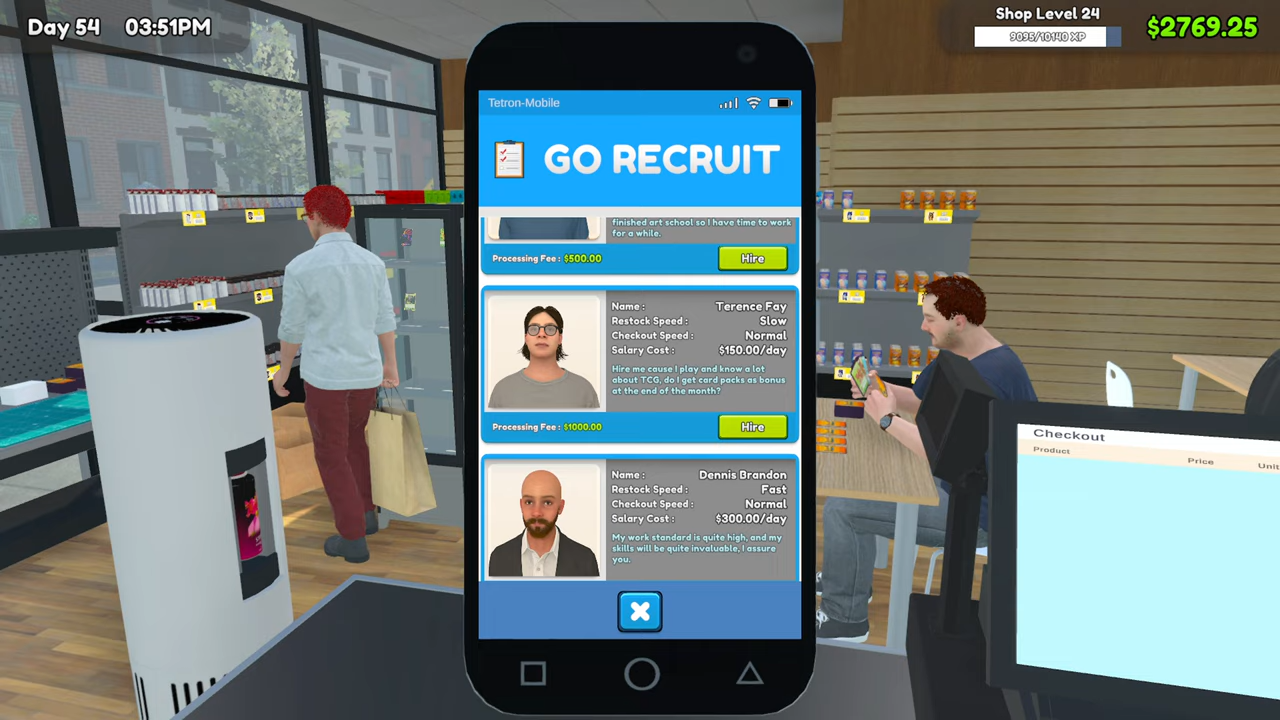 Day 54 03:51PM
Shop Level 24
9095/10140 XP
$2769.25
Tetron-Mobile
GO RECRUIT
finished art school so I have time to work
for a while.
Processing Fee : $500.00
Hire
Name : Terence Fay
Restock Speed : Slow
Checkout Speed : Normal
Salary Cost : $150.00/day
Hire me cause I play and know a lot
about TCG, do I get card packs as bonus
at the end of the month?
Processing Fee : $1000.00
Hire
Name : Dennis Brandon
Restock Speed : Fast
Checkout Speed : Normal
Salary Cost : $300.00/day
My work standard is quite high, and my
skills will be quite invaluable, I assure
you.
Checkout
Product Price Unit